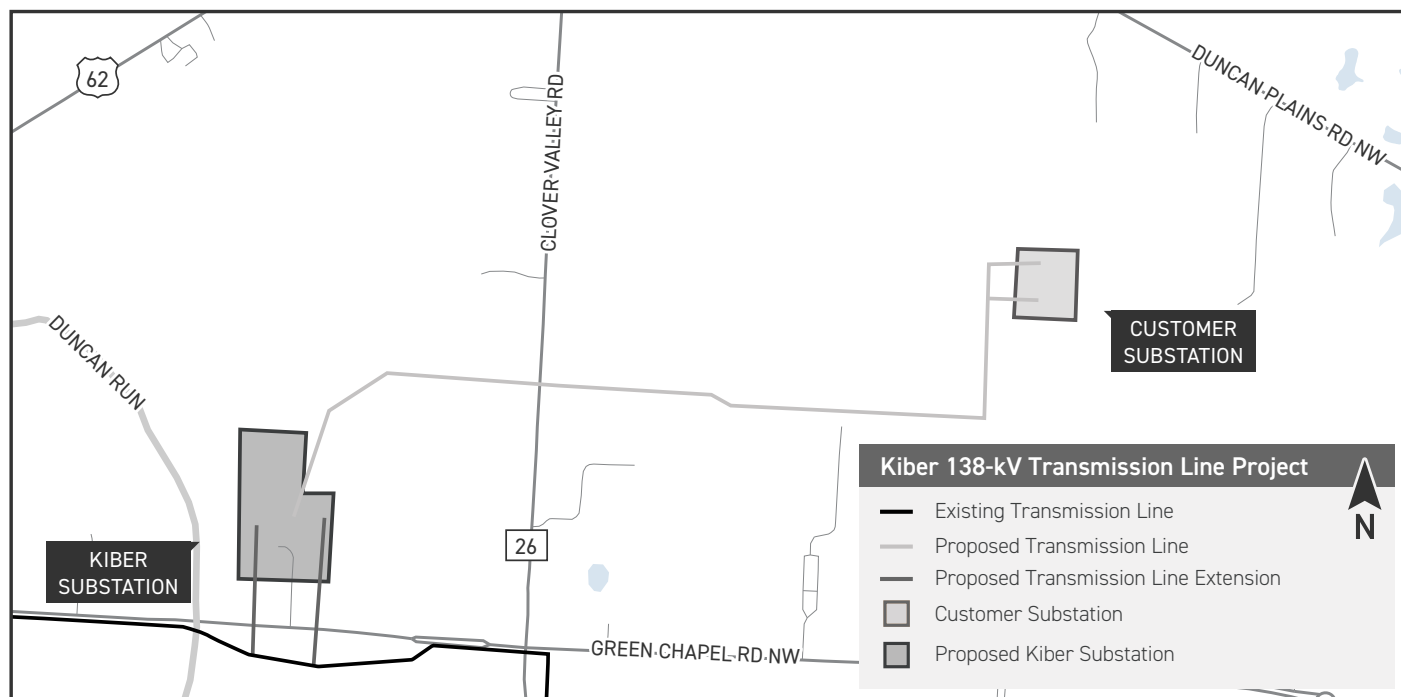 62
CLOVER VALLEY RD
DUNCAN PLAINS RD NW
DUNCAN RUN
CUSTOMER
SUBSTATION
KIBER
SUBSTATION
26
GREEN CHAPEL RD NW
Kiber 138-kV Transmission Line Project
N
Existing Transmission Line
Proposed Transmission Line
Proposed Transmission Line Extension
Customer Substation
Proposed Kiber Substation